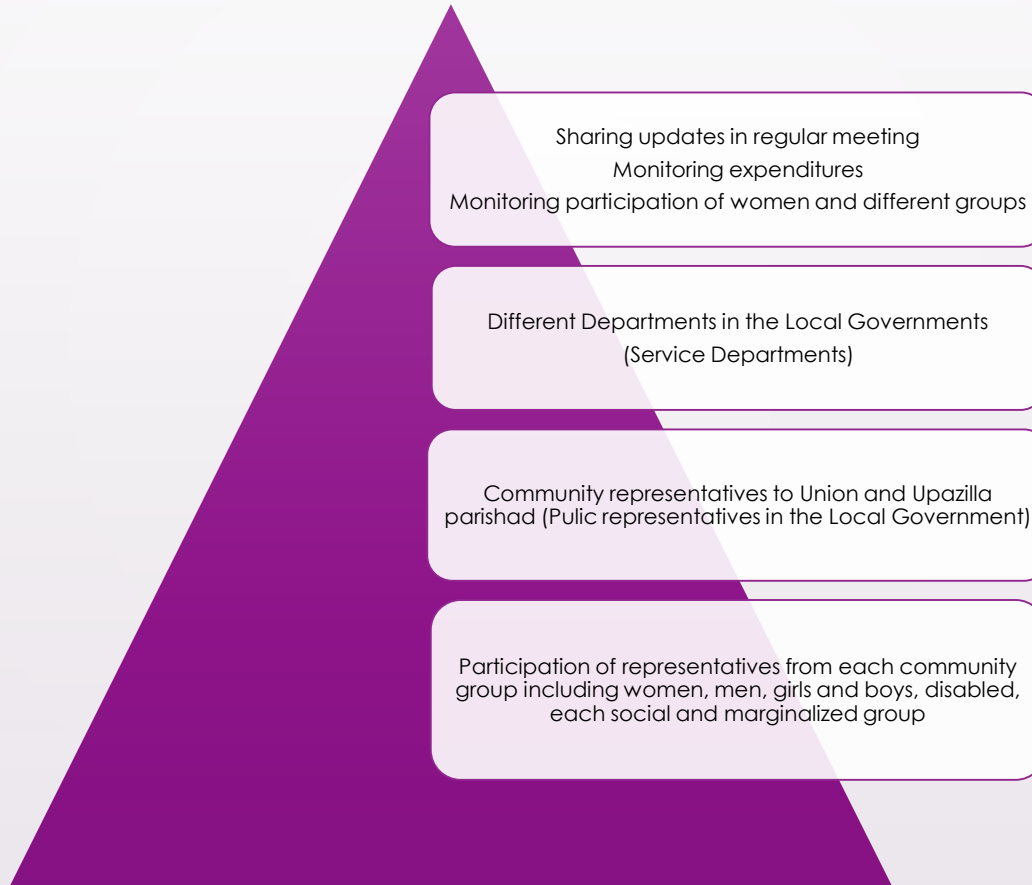 Sharing updates in regular meeting
Monitoring expenditures
Monitoring participation of women and different groups
Different Departments in the Local Governments
(Service Departments)
Community representatives to Union and Upazilla
parishad (Pulic representatives in the Local Government)
Participation of representatives from each community
group including women, men, girls and boys, disabled,
each social and marginalized group